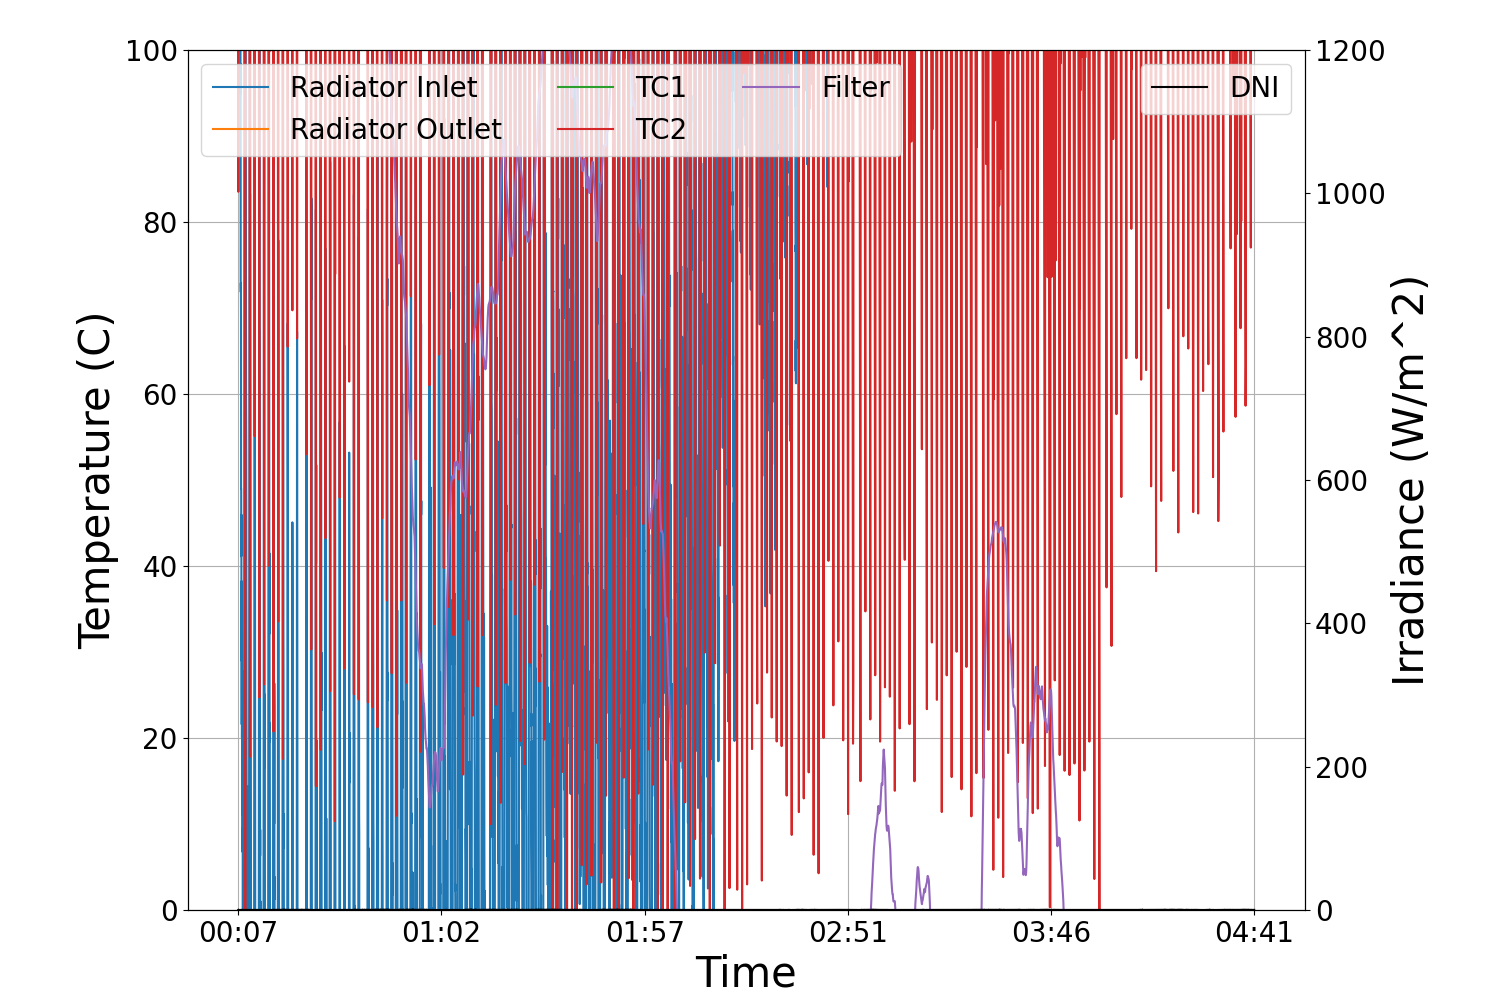 100
80
60
40
20
0
Temperature (C)
Radiator Inlet
Radiator Outlet
TC1
TC2
Filter
DNI
1200
1000
800
600
400
200
0
Irradiance (W/m^2)
00:07 01:02 01:57 02:51 03:46 04:41
Time